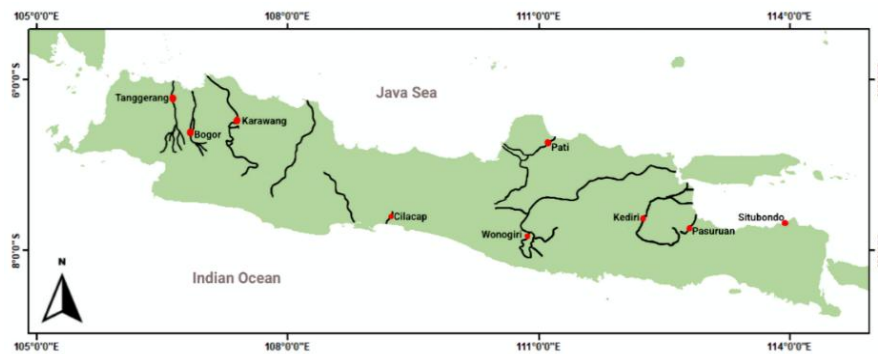 105°0'0"E
108°0'0"E
111°0'0"E
114°0'0"E
6°0'0"S
Java Sea
Tanggerang
Karawang
Bogor
Pati
Cilacap
Kediri
Situbondo
Pasuruan
Wonogiri
8°0'0"S
Indian Ocean
N
105°0'0"E
108°0'0"E
111°0'0"E
114°0'0"E